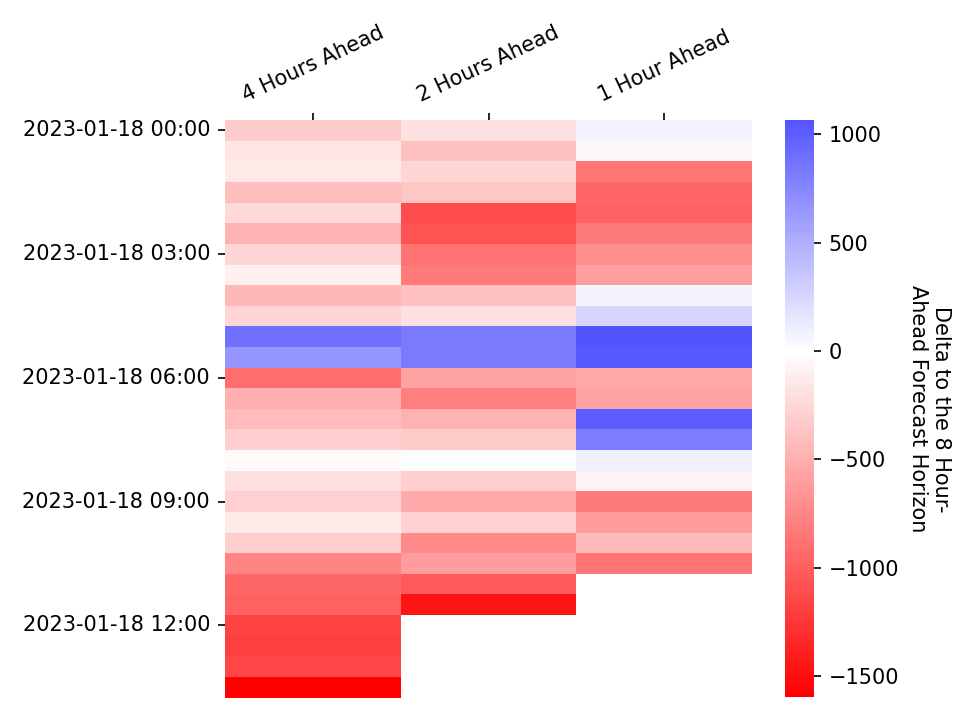 4 Hours Ahead
2 Hours Ahead
1 Hour Ahead
2023-01-18 00:00
2023-01-18 03:00
2023-01-18 06:00
2023-01-18 09:00
2023-01-18 12:00
1000
500
0
−500
−1000
−1500
Delta to the 8 Hour-
Ahead Forecast Horizon